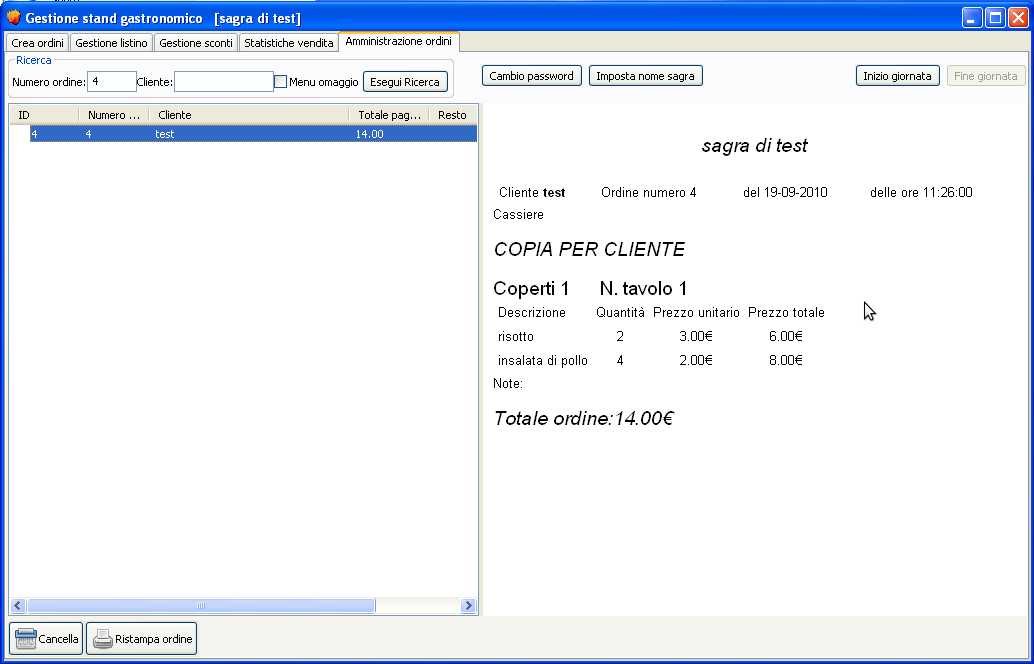 Gestione stand gastronomico [sagra di test]
Crea ordini Gestione listino Gestione sconti Statistiche vendita Amministrazione ordini
Ricerca
Numero ordine: 4 Cliente: Menu omaggio Esegui Ricerca Cambio password Imposta nome sagra Inizio giornata Fine giornata
ID Numero ... Cliente Totale pag... Resto
4 4 test 14.00
sagra di test
Cliente test Ordine numero 4 del 19-09-2010 delle ore 11:26:00
Cassiere
COPIA PER CLIENTE
Coperti 1 N. tavolo 1
Descrizione Quantità Prezzo unitario Prezzo totale
risotto 2 3.00€ 6.00€
insalata di pollo 4 2.00€ 8.00€
Note:
Totale ordine:14.00€
Cancella Ristampa ordine